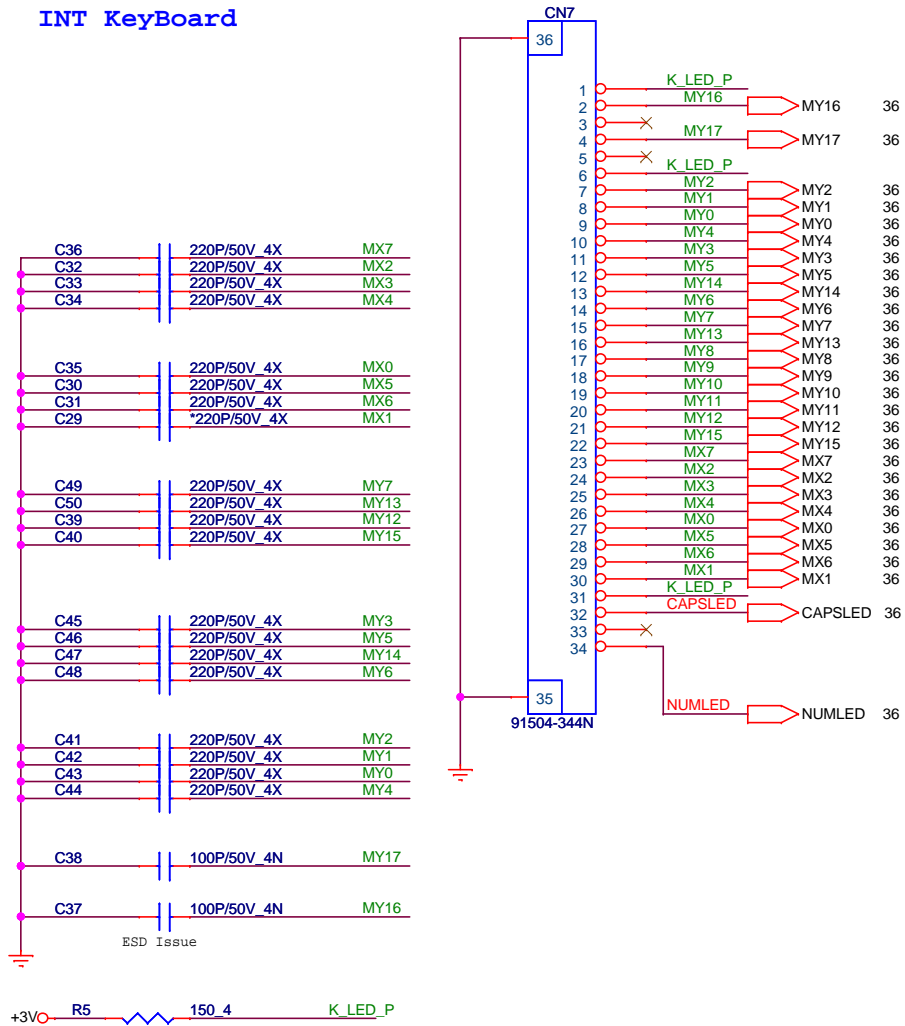 INT KeyBoard
C36 220P/50V_4X MX7
C32 220P/50V_4X MX2
C33 220P/50V_4X MX3
C34 220P/50V_4X MX4
C35 220P/50V_4X MX0
C30 220P/50V_4X MX5
C31 220P/50V_4X MX6
C29 *220P/50V_4X MX1
C49 220P/50V_4X MY7
C50 220P/50V_4X MY13
C39 220P/50V_4X MY12
C40 220P/50V_4X MY15
C45 220P/50V_4X MY3
C46 220P/50V_4X MY5
C47 220P/50V_4X MY14
C48 220P/50V_4X MY6
C41 220P/50V_4X MY2
C42 220P/50V_4X MY1
C43 220P/50V_4X MY0
C44 220P/50V_4X MY4
C38 100P/50V_4N MY17
C37 100P/50V_4N MY16
ESD Issue
+3V R5 150_4 K_LED_P
CN7
36
1 K_LED_P
2 MY16 MY16 36
3
4 MY17 MY17 36
5
6 K_LED_P
7 MY2 MY2 36
8 MY1 MY1 36
9 MY0 MY0 36
10 MY4 MY4 36
11 MY3 MY3 36
12 MY5 MY5 36
13 MY14 MY14 36
14 MY6 MY6 36
15 MY7 MY7 36
16 MY13 MY13 36
17 MY8 MY8 36
18 MY9 MY9 36
19 MY10 MY10 36
20 MY11 MY11 36
21 MY12 MY12 36
22 MY15 MY15 36
23 MX7 MX7 36
24 MX2 MX2 36
25 MX3 MX3 36
26 MX4 MX4 36
27 MX0 MX0 36
28 MX5 MX5 36
29 MX6 MX6 36
30 MX1 MX1 36
31 K_LED_P
32 CAPSLED CAPSLED 36
33
34
35 NUMLED NUMLED 36
91504-344N